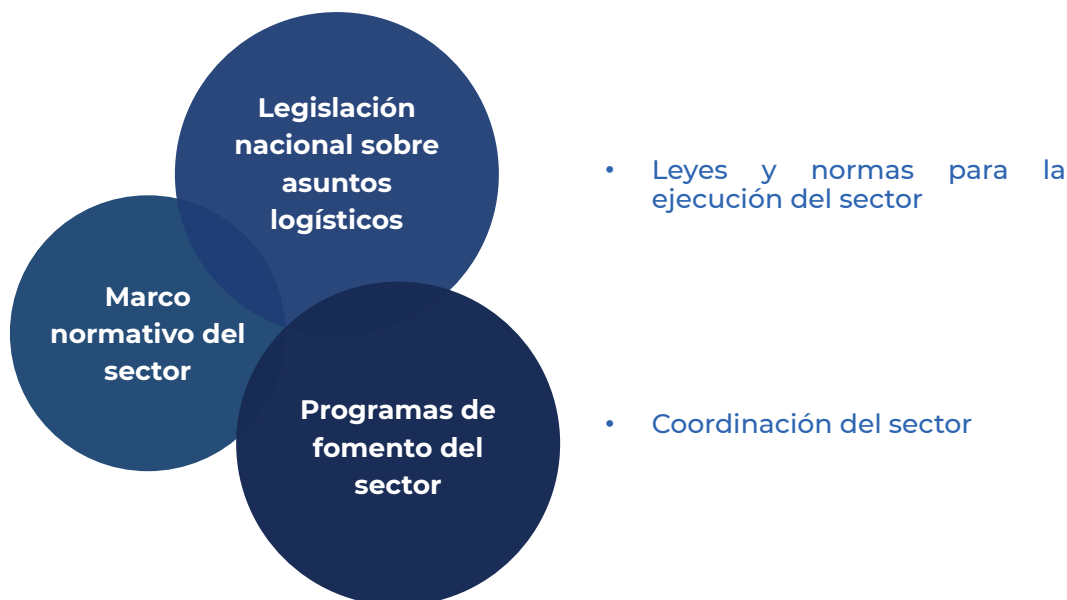 Legislación
nacional sobre
asuntos
logísticos
Marco
normativo del
sector
Programas de
fomento del
sector
• Leyes y normas para la
ejecución del sector
• Coordinación del sector